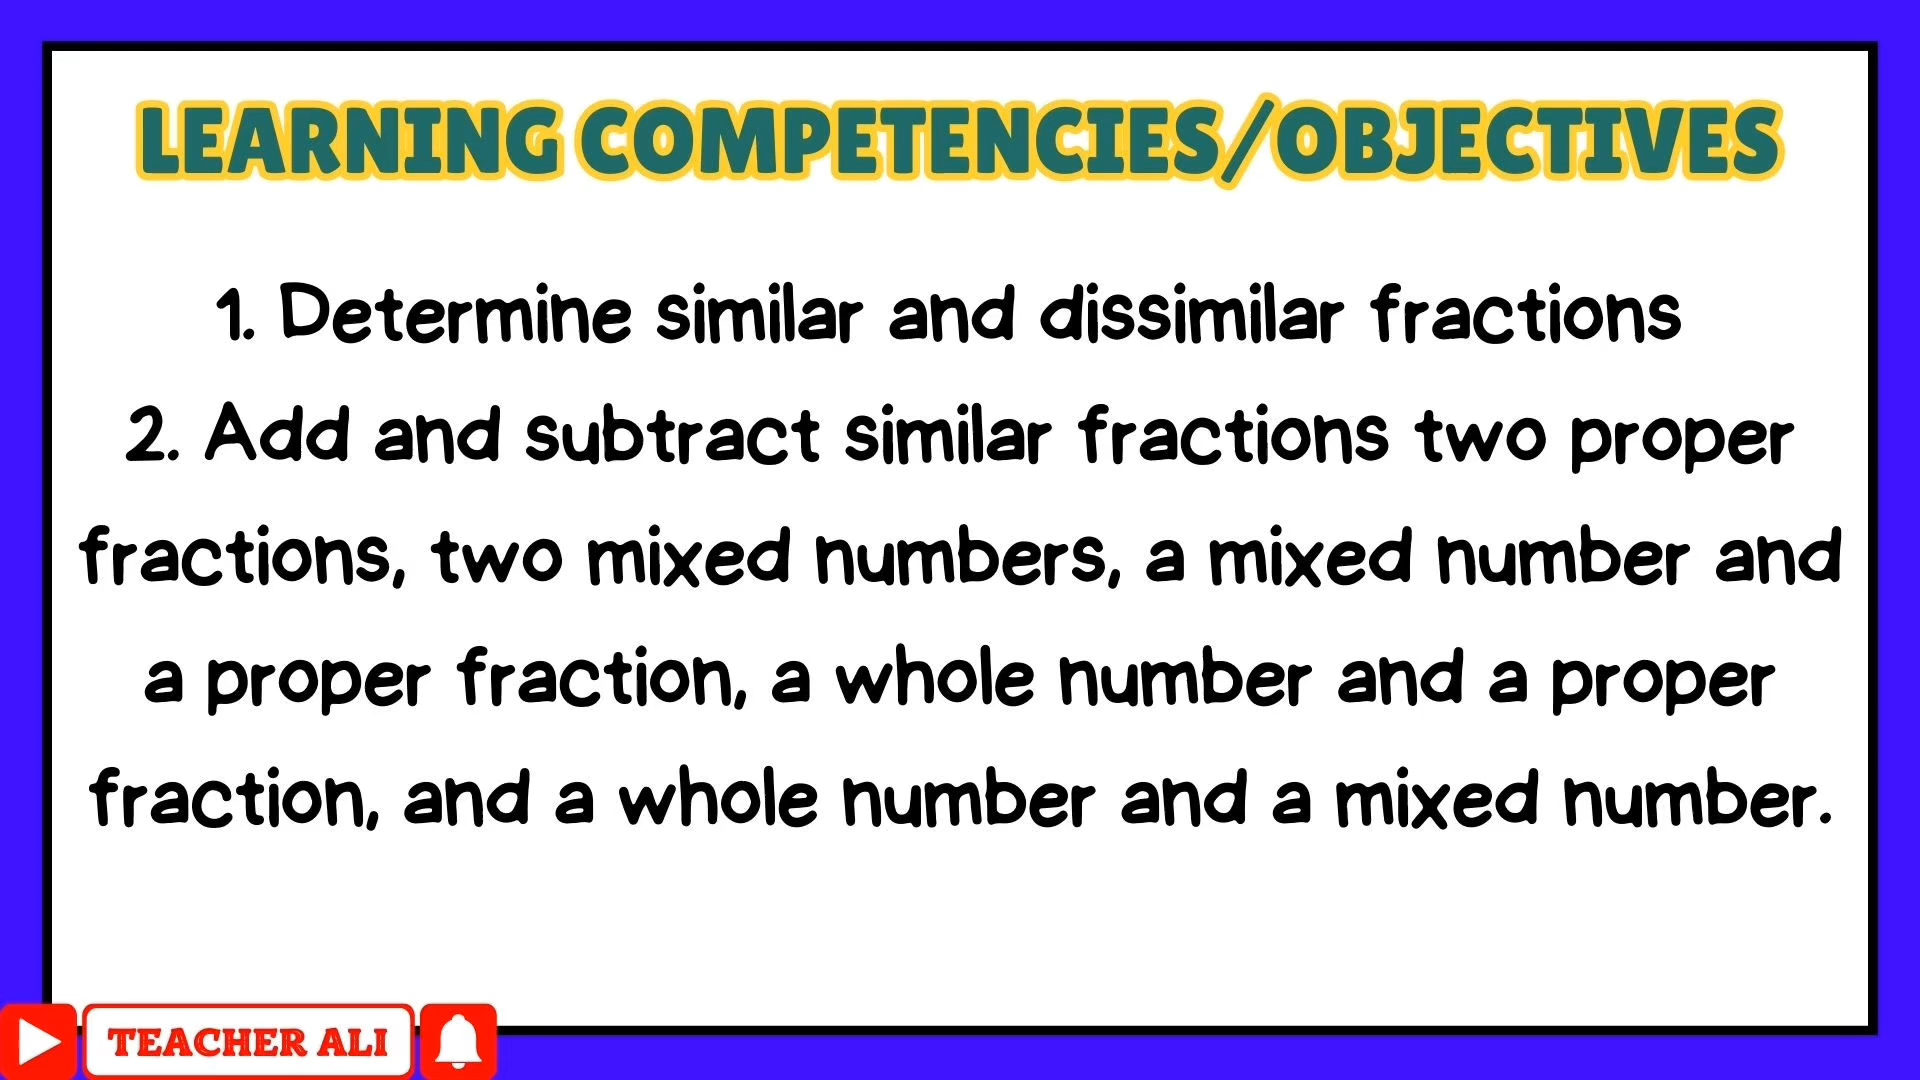 LEARNING COMPETENCIES/OBJECTIVES
1. Determine similar and dissimilar fractions
2. Add and subtract similar fractions two proper
fractions, two mixed numbers, a mixed number and
a proper fraction, a whole number and a proper
fraction, and a whole number and a mixed number.
TEACHER ALI